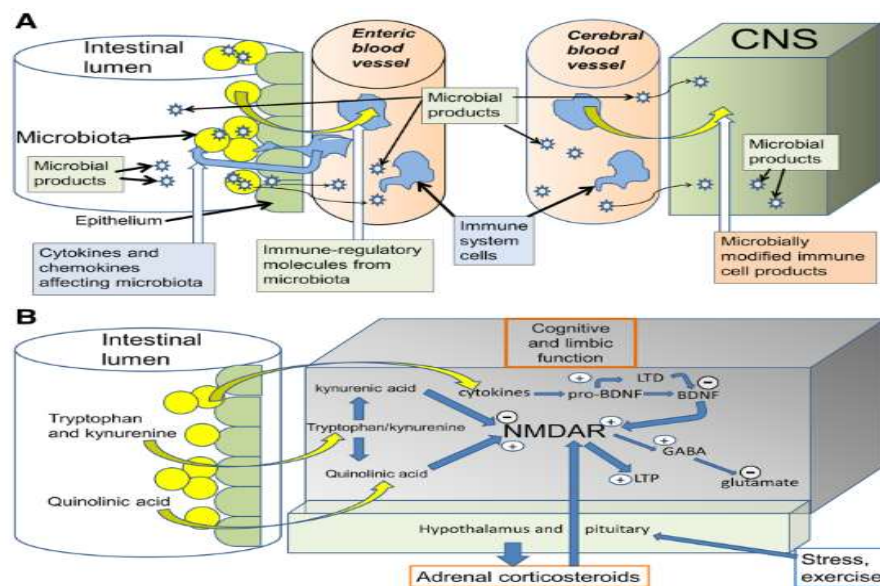 A
Intestinal
lumen
Enteric
blood
vessel
Cerebral
blood
vessel
CNS
Microbiota
Microbial
products
Microbial
products
Microbial
products
Epithelium
Cytokines and
chemokines
affecting microbiota
Immune-regulatory
molecules from
microbiota
Immune
system
cells
Microbially
modified immune
cell products
B
Intestinal
lumen
Cognitive
and limbic
function
Tryptophan
and kynurenine
Quinolinic acid
kynurenic acid
Tryptophan/kynurenine
Quinolinic acid
cytokines
+
pro-BDNF
LTD
BDNF
−
−
NMDAR
+
+
+
GABA
−
glutamate
+
LTP
Hypothalamus and pituitary
Adrenal corticosteroids
Stress,
exercise